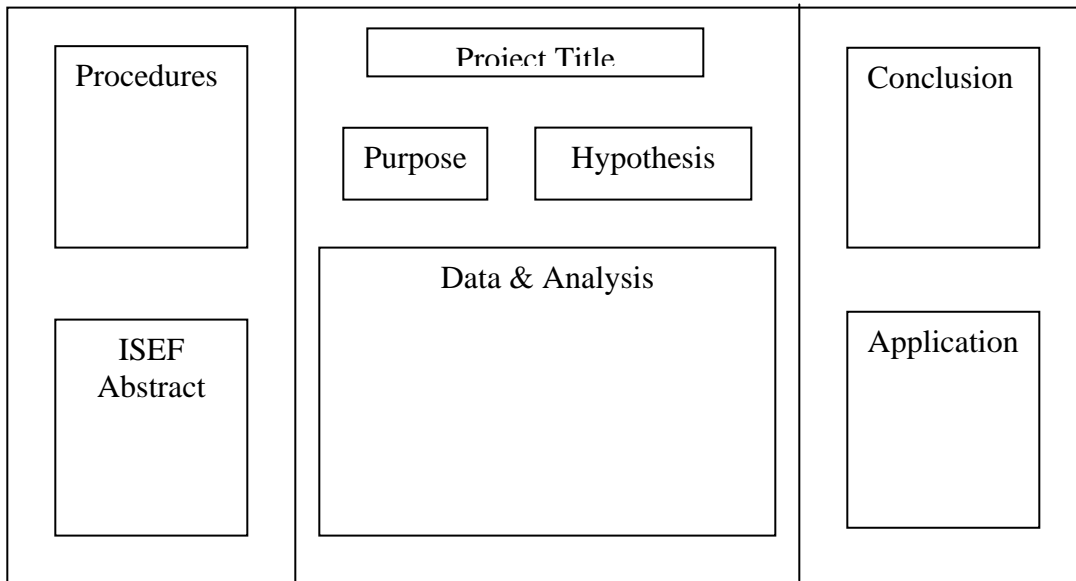 Procedures
ISEF
Abstract
Project Title
Purpose
Hypothesis
Data & Analysis
Conclusion
Application